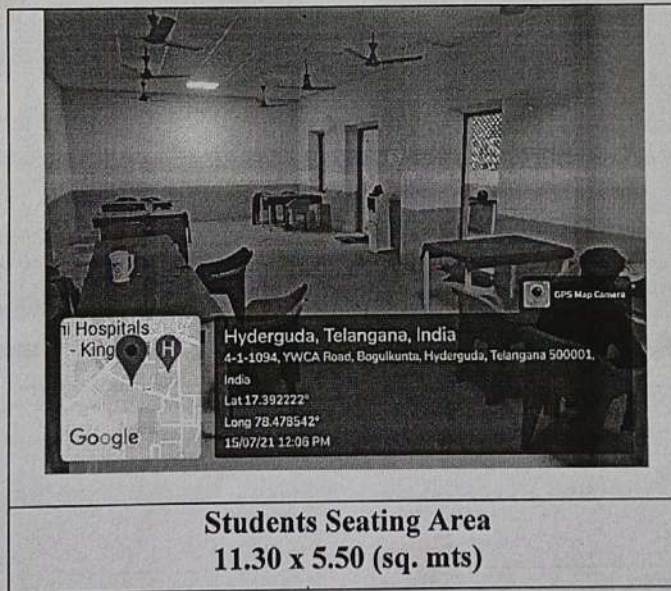 GPS Map Camera
ni Hospitals
- King
H
Google
Hyderguda, Telangana, India
4-1-1094, YWCA Road, Bogulkunta, Hyderguda, Telangana 500001,
India
Lat 17.392222°
Long 78.478542°
15/07/21 12:06 PM
Students Seating Area
11.30 x 5.50 (sq. mts)